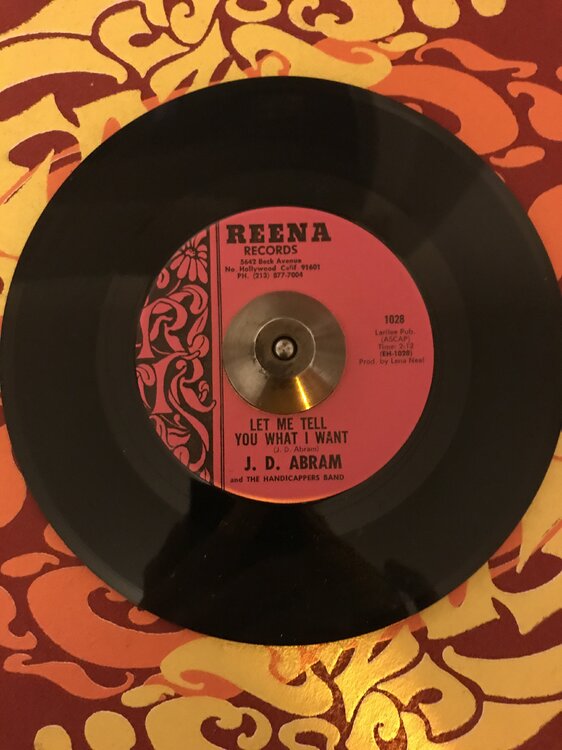 REENA
RECORDS
5642 Beck Avenue
No. Hollywood Calif 91601
PH. (213) 877-7004
1028
Larilee Pub.
(ASCAP)
Time: 2:12
(EH-1028)
Prod. by Lena Neal
LET ME TELL
YOU WHAT I WANT
(J. D. Abram)
J. D. ABRAM
and THE HANDICAPPERS BAND